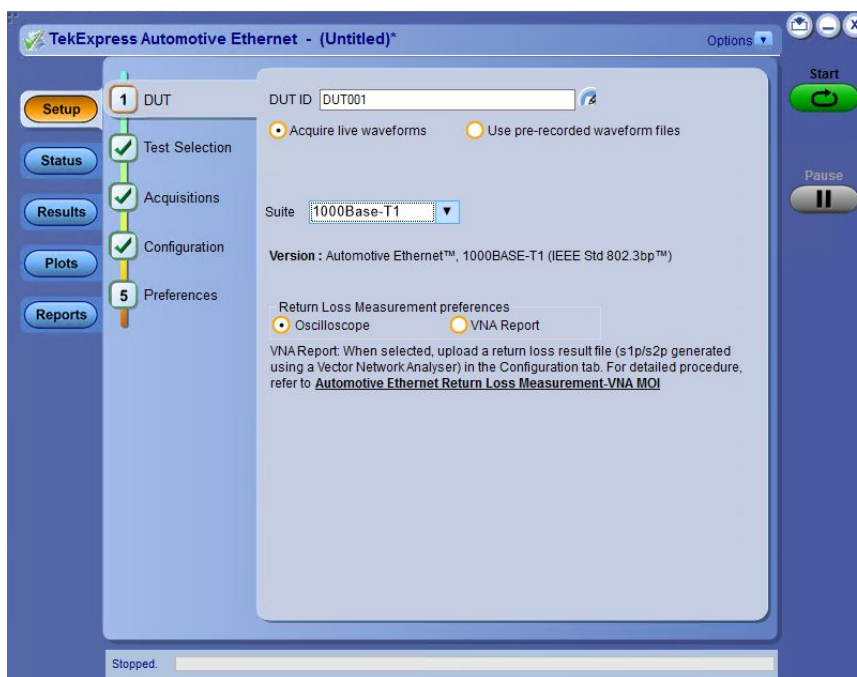 TekExpress Automotive Ethernet - (Untitled)*
Options
Start
Pause
Setup
Status
Results
Plots
Reports
1 DUT
Test Selection
Acquisitions
Configuration
5 Preferences
DUT ID DUT001
Acquire live waveforms Use pre-recorded waveform files
Suite 1000Base-T1
Version : Automotive Ethernet™, 1000BASE-T1 (IEEE Std 802.3bp™)
Return Loss Measurement preferences
Oscilloscope VNA Report
VNA Report: When selected, upload a return loss result file (s1p/s2p generated
using a Vector Network Analyser) in the Configuration tab. For detailed procedure,
refer to Automotive Ethernet Return Loss Measurement-VNA MOI
Stopped.